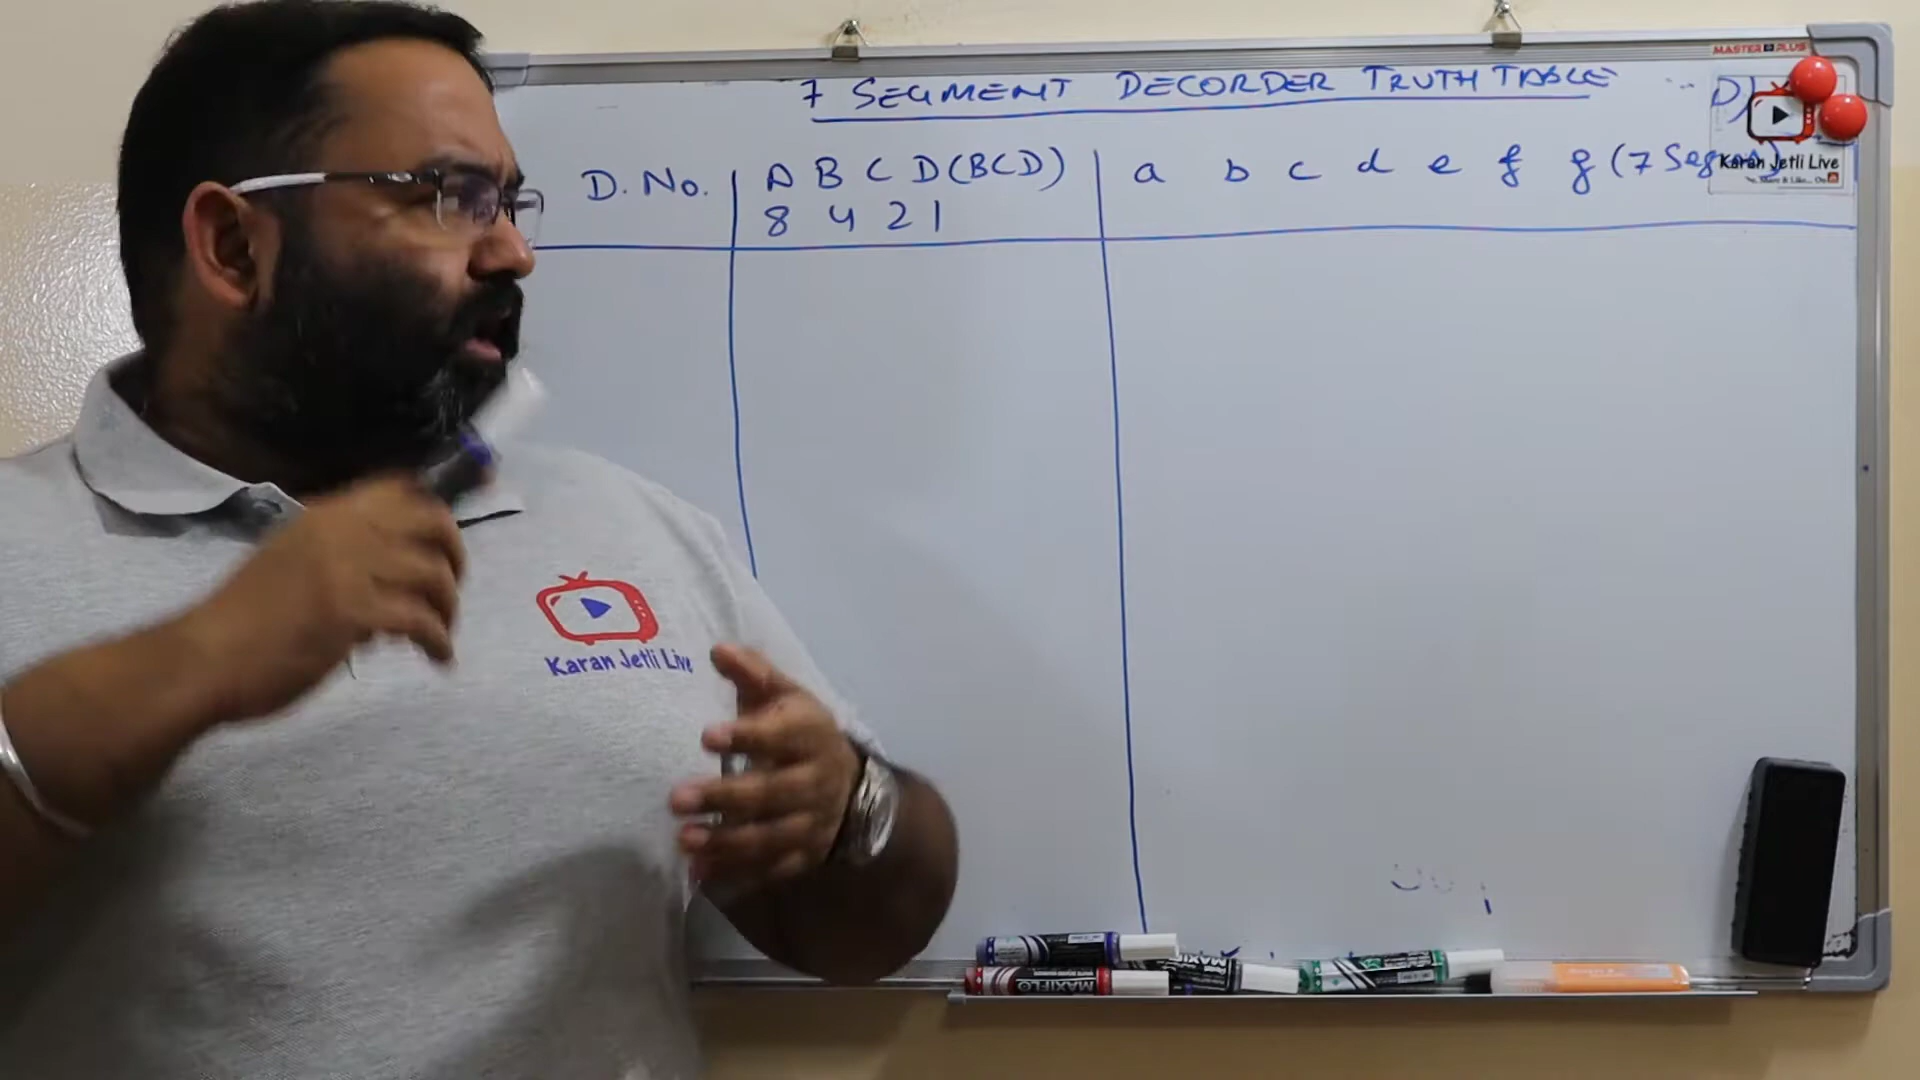 7 SEGMENT DECORDER TRUTH TABLE
D. No. A B C D (BCD) a b c d e f g (7 Segment)
8 4 2 1
MASTER PLUS
Karan Jetli Live
Karan Jetli Live
MAXIFLO